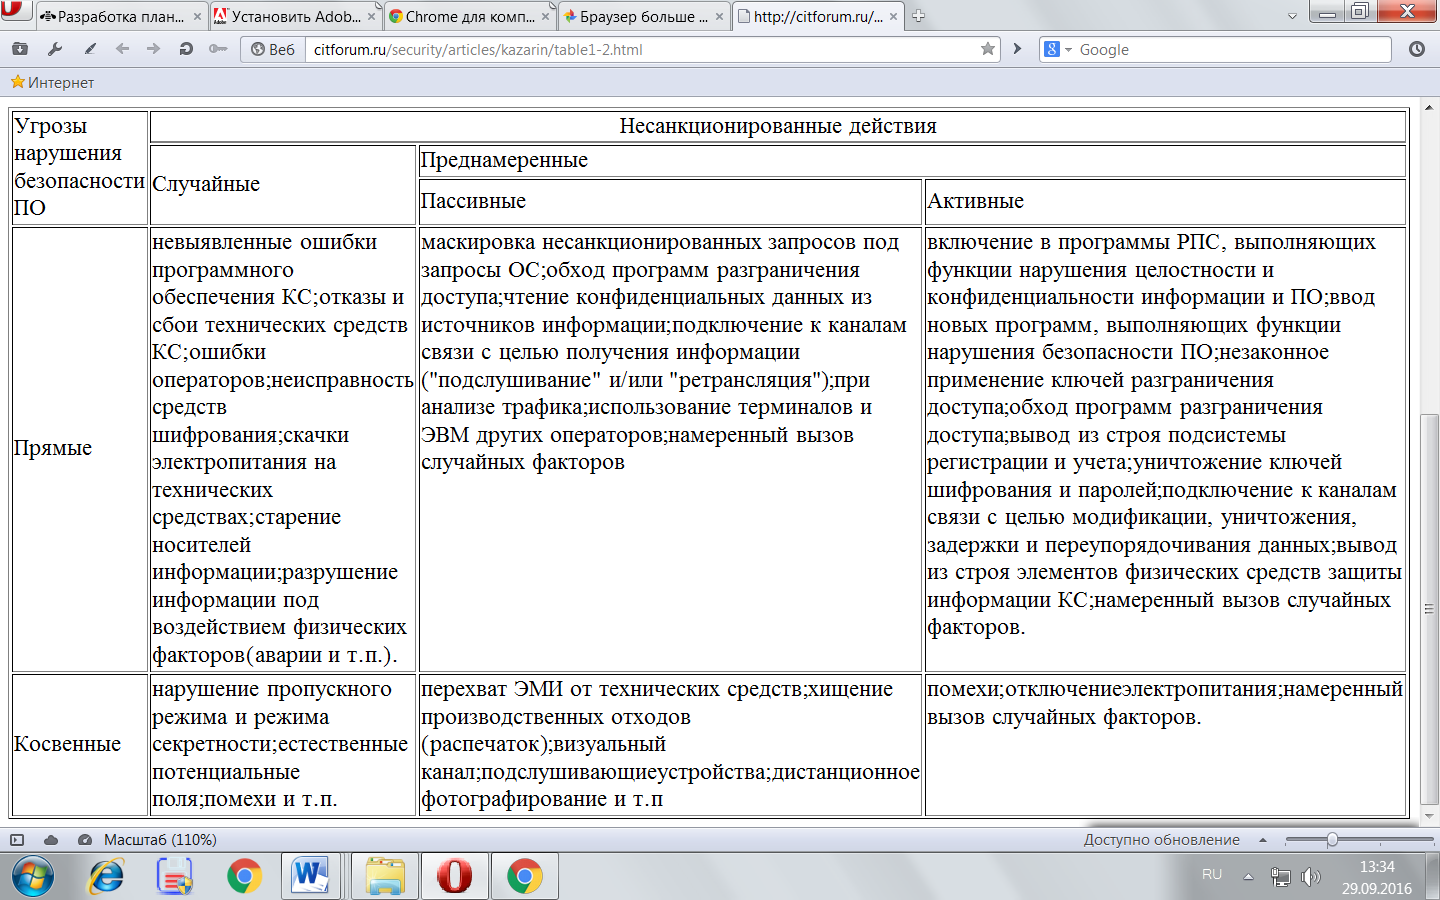 Разработка план...
Установить Adob...
Chrome для комп...
Браузер больше ...
http://citforum.ru/...
Веб
citforum.ru/security/articles/kazarin/table1-2.html
Google
Интернет
Угрозы
нарушения
безопасности
ПО
Несанкционированные действия
Случайные
Преднамеренные
Пассивные
Активные
Прямые
невыявленные ошибки
программного
обеспечения КС;отказы и
сбои технических средств
КС;ошибки
операторов;неисправность
средств
шифрования;скачки
электропитания на
технических
средствах;старение
носителей
информации;разрушение
информации под
воздействием физических
факторов(аварии и т.п.).
маскировка несанкционированных запросов под
запросы ОС;обход программ разграничения
доступа;чтение конфиденциальных данных из
источников информации;подключение к каналам
связи с целью получения информации
("подслушивание" и/или "ретрансляция");при
анализе трафика;использование терминалов и
ЭВМ других операторов;намеренный вызов
случайных факторов
включение в программы РПС, выполняющих
функции нарушения целостности и
конфиденциальности информации и ПО;ввод
новых программ, выполняющих функции
нарушения безопасности ПО;незаконное
применение ключей разграничения
доступа;обход программ разграничения
доступа;вывод из строя подсистемы
регистрации и учета;уничтожение ключей
шифрования и паролей;подключение к каналам
связи с целью модификации, уничтожения,
задержки и переупорядочивания данных;вывод
из строя элементов физических средств защиты
информации КС;намеренный вызов случайных
факторов.
Косвенные
нарушение пропускного
режима и режима
секретности;естественные
потенциальные
поля;помехи и т.п.
перехват ЭМИ от технических средств;хищение
производственных отходов
(распечаток);визуальный
канал;подслушивающиеустройства;дистанционное
фотографирование и т.п
помехи;отключениеэлектропитания;намеренный
вызов случайных факторов.
Масштаб (110%)
Доступно обновление
RU
13:34
29.09.2016